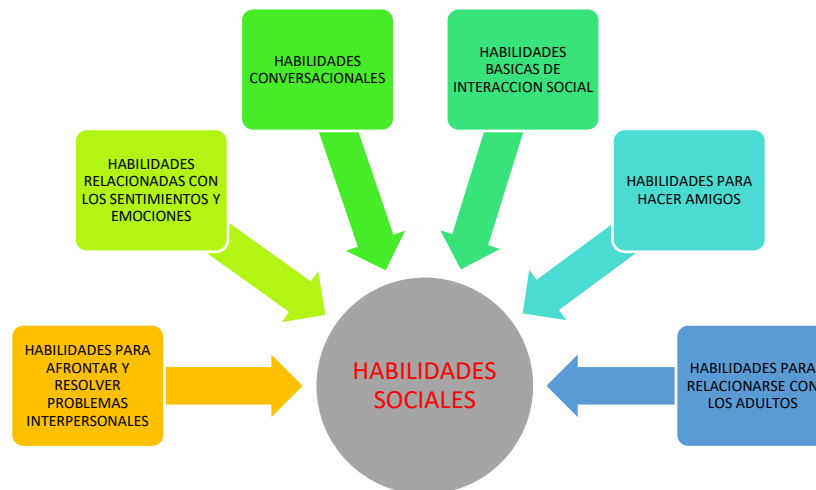 HABILIDADES
CONVERSACIONALES
HABILIDADES
BASICAS DE
INTERACCION SOCIAL
HABILIDADES
RELACIONADAS CON
LOS SENTIMIENTOS Y
EMOCIONES
HABILIDADES PARA
HACER AMIGOS
HABILIDADES PARA
AFRONTAR Y
RESOLVER
PROBLEMAS
INTERPERSONALES
HABILIDADES
SOCIALES
HABILIDADES PARA
RELACIONARSE CON
LOS ADULTOS